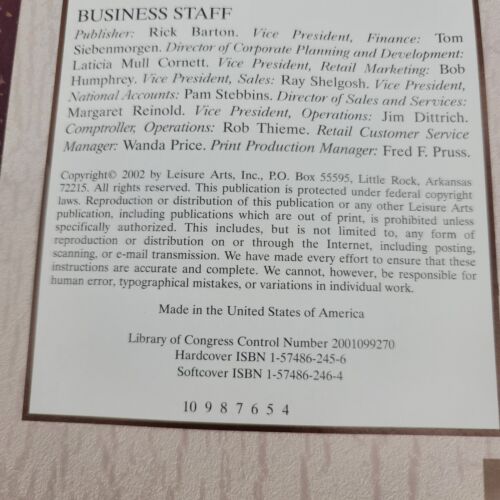 BUSINESS STAFF
Publisher: Rick Barton. Vice President, Finance: Tom
Siebenmorgen. Director of Corporate Planning and Development:
Laticia Mull Cornett. Vice President, Retail Marketing: Bob
Humphrey. Vice President, Sales: Ray Shelgosh. Vice President,
National Accounts: Pam Stebbins. Director of Sales and Services:
Margaret Reinold. Vice President, Operations: Jim Dittrich.
Comptroller, Operations: Rob Thieme. Retail Customer Service
Manager: Wanda Price. Print Production Manager: Fred F. Pruss.
Copyright© 2002 by Leisure Arts, Inc., P.O. Box 55595, Little Rock, Arkansas
72215. All rights reserved. This publication is protected under federal copyright
laws. Reproduction or distribution of this publication or any other Leisure Arts
publication, including publications which are out of print, is prohibited unless
specifically authorized. This includes, but is not limited to, any form of
reproduction or distribution on or through the Internet, including posting,
scanning, or e-mail transmission. We have made every effort to ensure that these
instructions are accurate and complete. We cannot, however, be responsible for
human error, typographical mistakes, or variations in individual work.
Made in the United States of America
Library of Congress Control Number 2001099270
Hardcover ISBN 1-57486-245-6
Softcover ISBN 1-57486-246-4
10 9 8 7 6 5 4